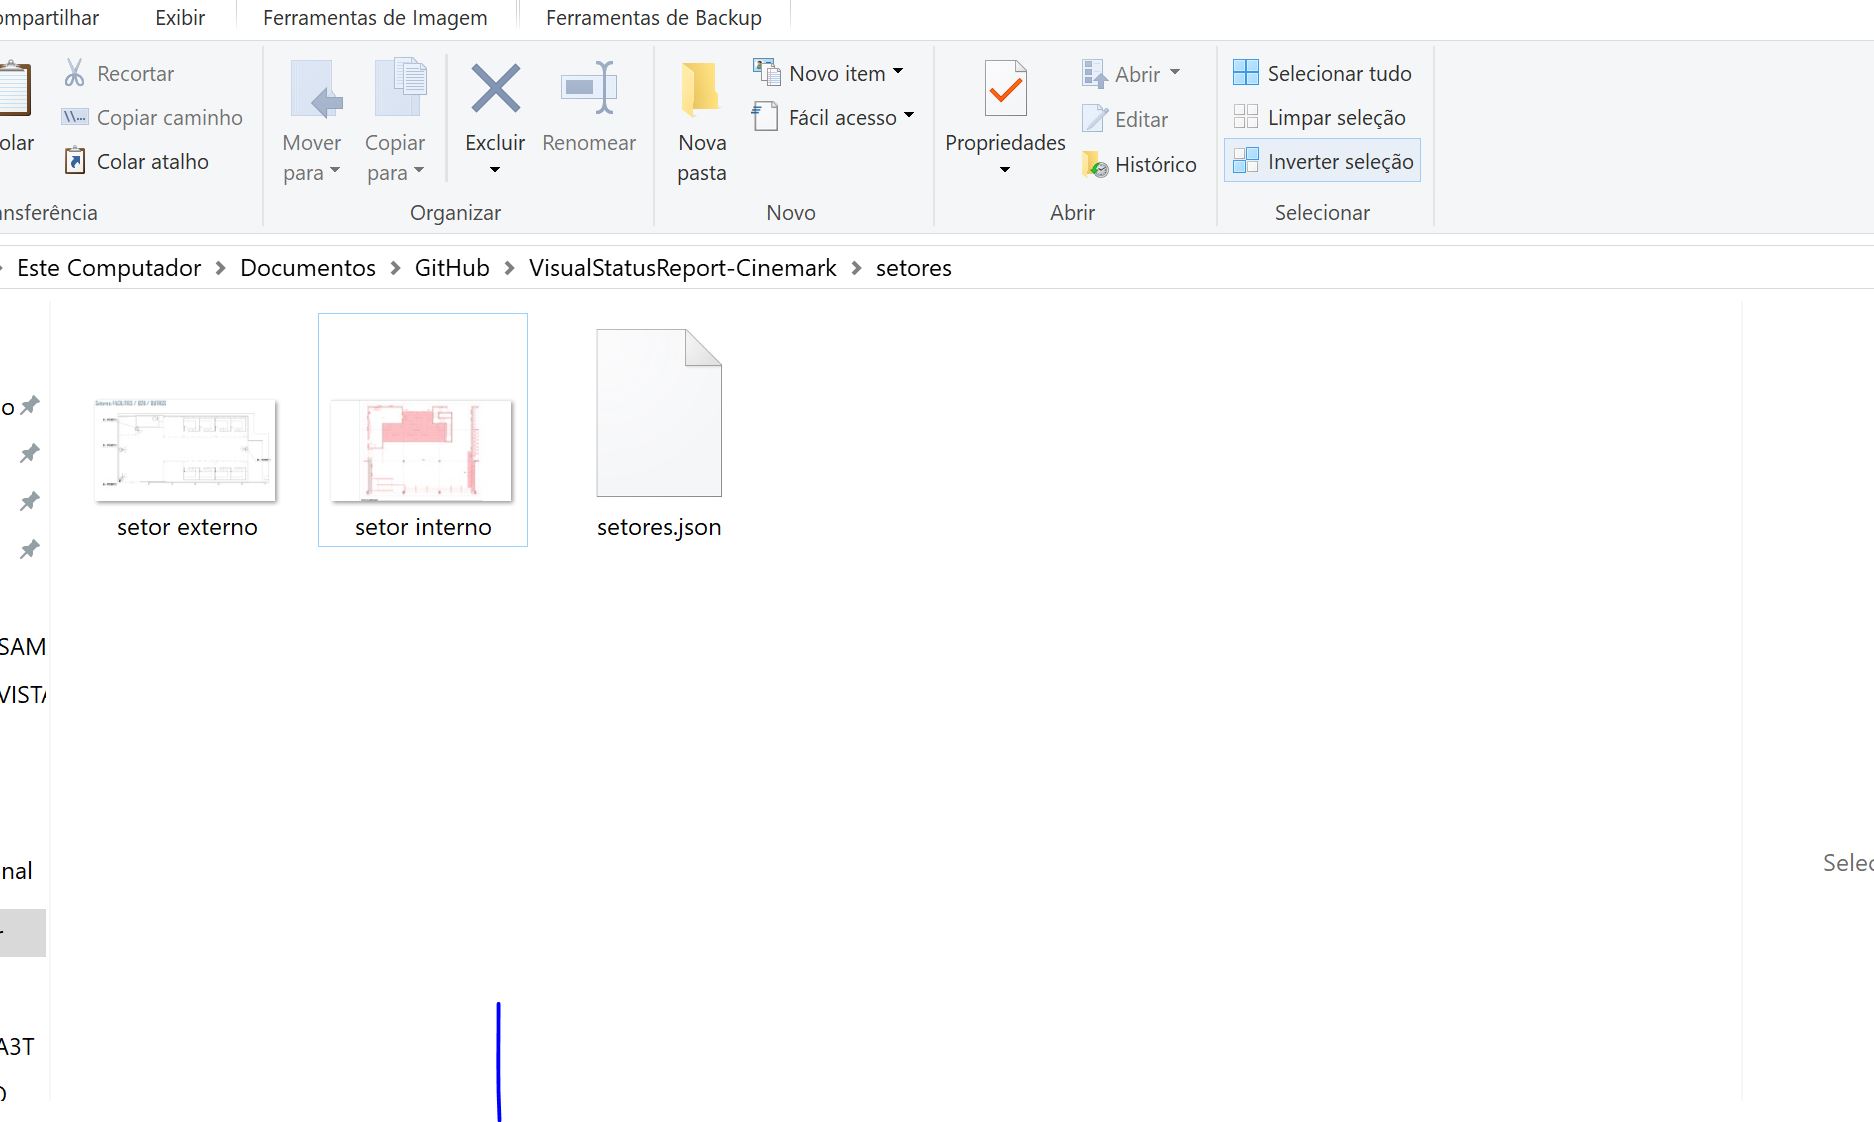 ompartilhar Exibir Ferramentas de Imagem Ferramentas de Backup
Recortar
Copiar caminho
Colar atalho
olar
ansferência
Mover para
Copiar para
Excluir
Renomear
Organizar
Nova pasta
Novo item
Fácil acesso
Novo
Propriedades
Abrir
Editar
Histórico
Abrir
Selecionar tudo
Limpar seleção
Inverter seleção
Selecionar
Este Computador > Documentos > GitHub > VisualStatusReport-Cinemark > setores
o
setor externo
setor interno
setores.json
SAM
VISTA
nal
r
Selec
A3T
O